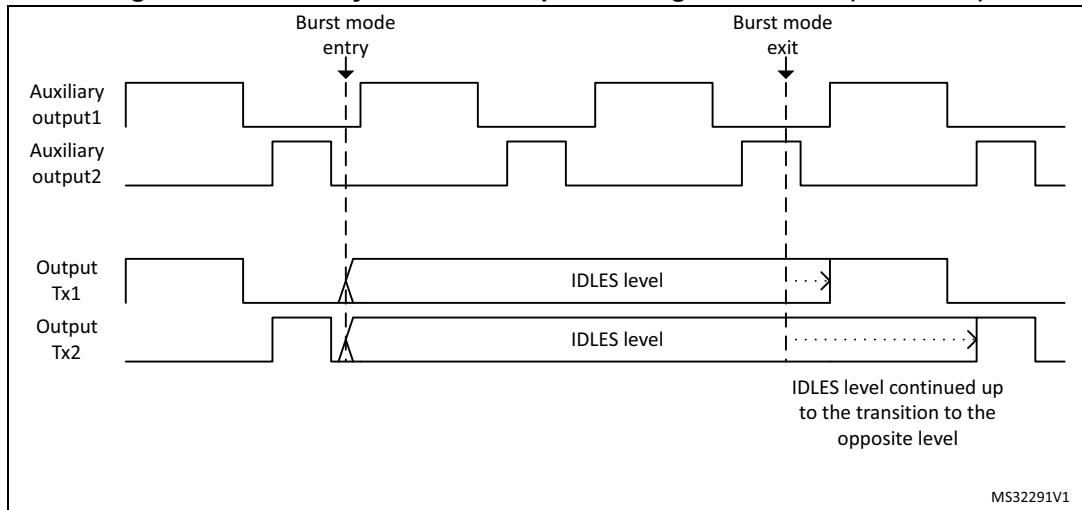 Burst mode
entry
Burst mode
exit
Auxiliary
output1
Auxiliary
output2
Output
Tx1
IDLES level
Output
Tx2
IDLES level
IDLES level continued up
to the transition to the
opposite level
MS32291V1